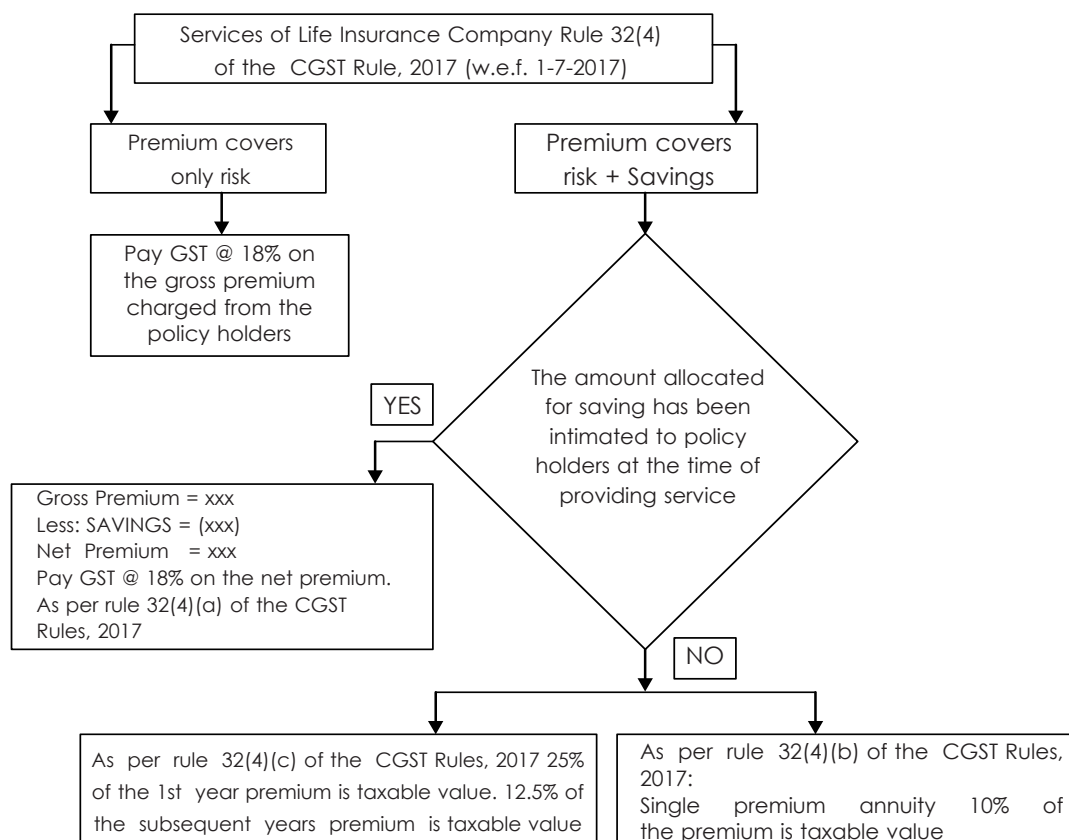 Services of Life Insurance Company Rule 32(4)
of the CGST Rule, 2017 (w.e.f. 1-7-2017)
Premium covers
only risk
Premium covers
risk + Savings
Pay GST @ 18% on
the gross premium
charged from the
policy holders
The amount allocated
for saving has been
intimated to policy
holders at the time of
providing service
YES
Gross Premium = xxx
Less: SAVINGS = (xxx)
Net Premium = xxx
Pay GST @ 18% on the net premium.
As per rule 32(4)(a) of the CGST
Rules, 2017
NO
As per rule 32(4)(c) of the CGST Rules, 2017 25%
of the 1st year premium is taxable value. 12.5% of
the subsequent years premium is taxable value
As per rule 32(4)(b) of the CGST Rules,
2017:
Single premium annuity 10% of
the premium is taxable value